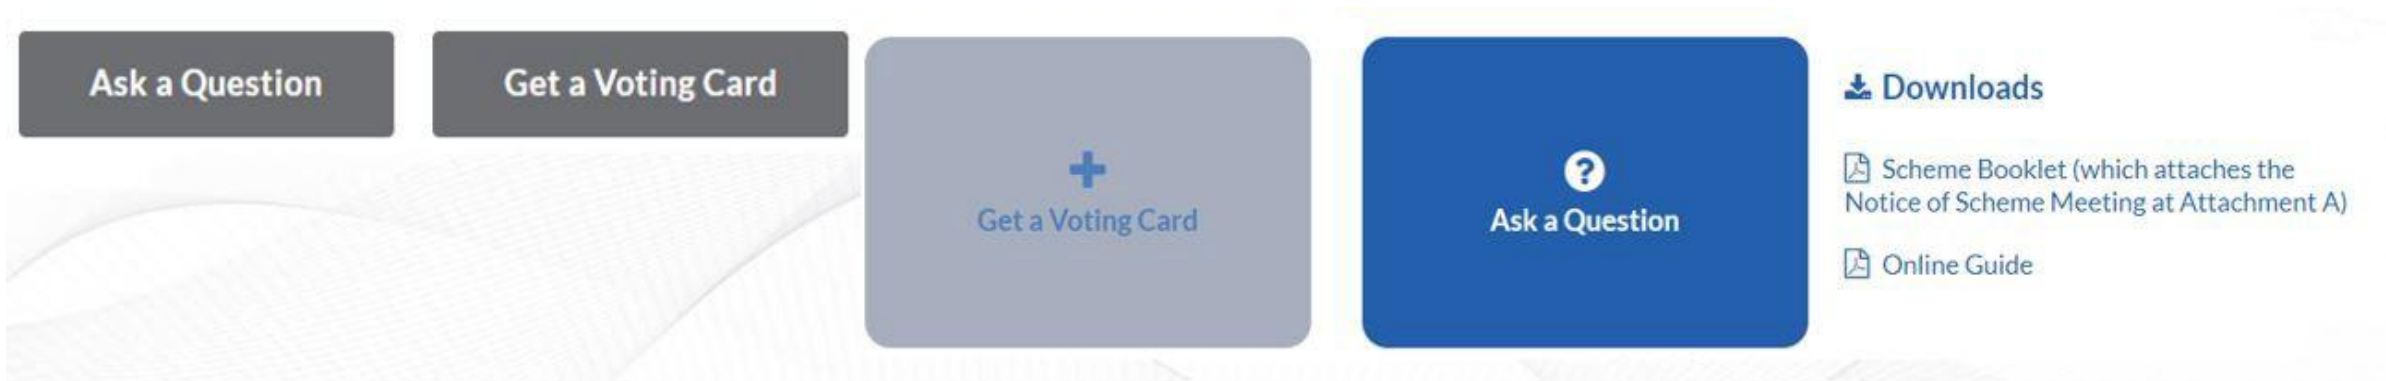 Ask a Question
Get a Voting Card
Get a Voting Card
Ask a Question
Downloads
Scheme Booklet (which attaches the
Notice of Scheme Meeting at Attachment A)
Online Guide